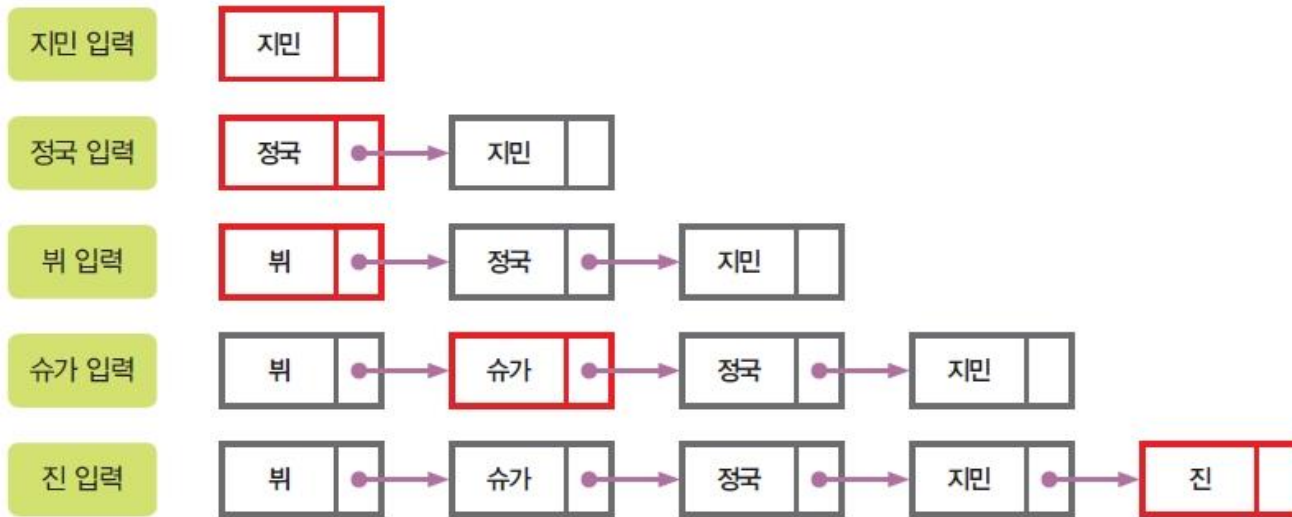 지민 입력 지민
정국 입력 정국 지민
뷔 입력 뷔 정국 지민
슈가 입력 뷔 슈가 정국 지민
진 입력 뷔 슈가 정국 지민 진